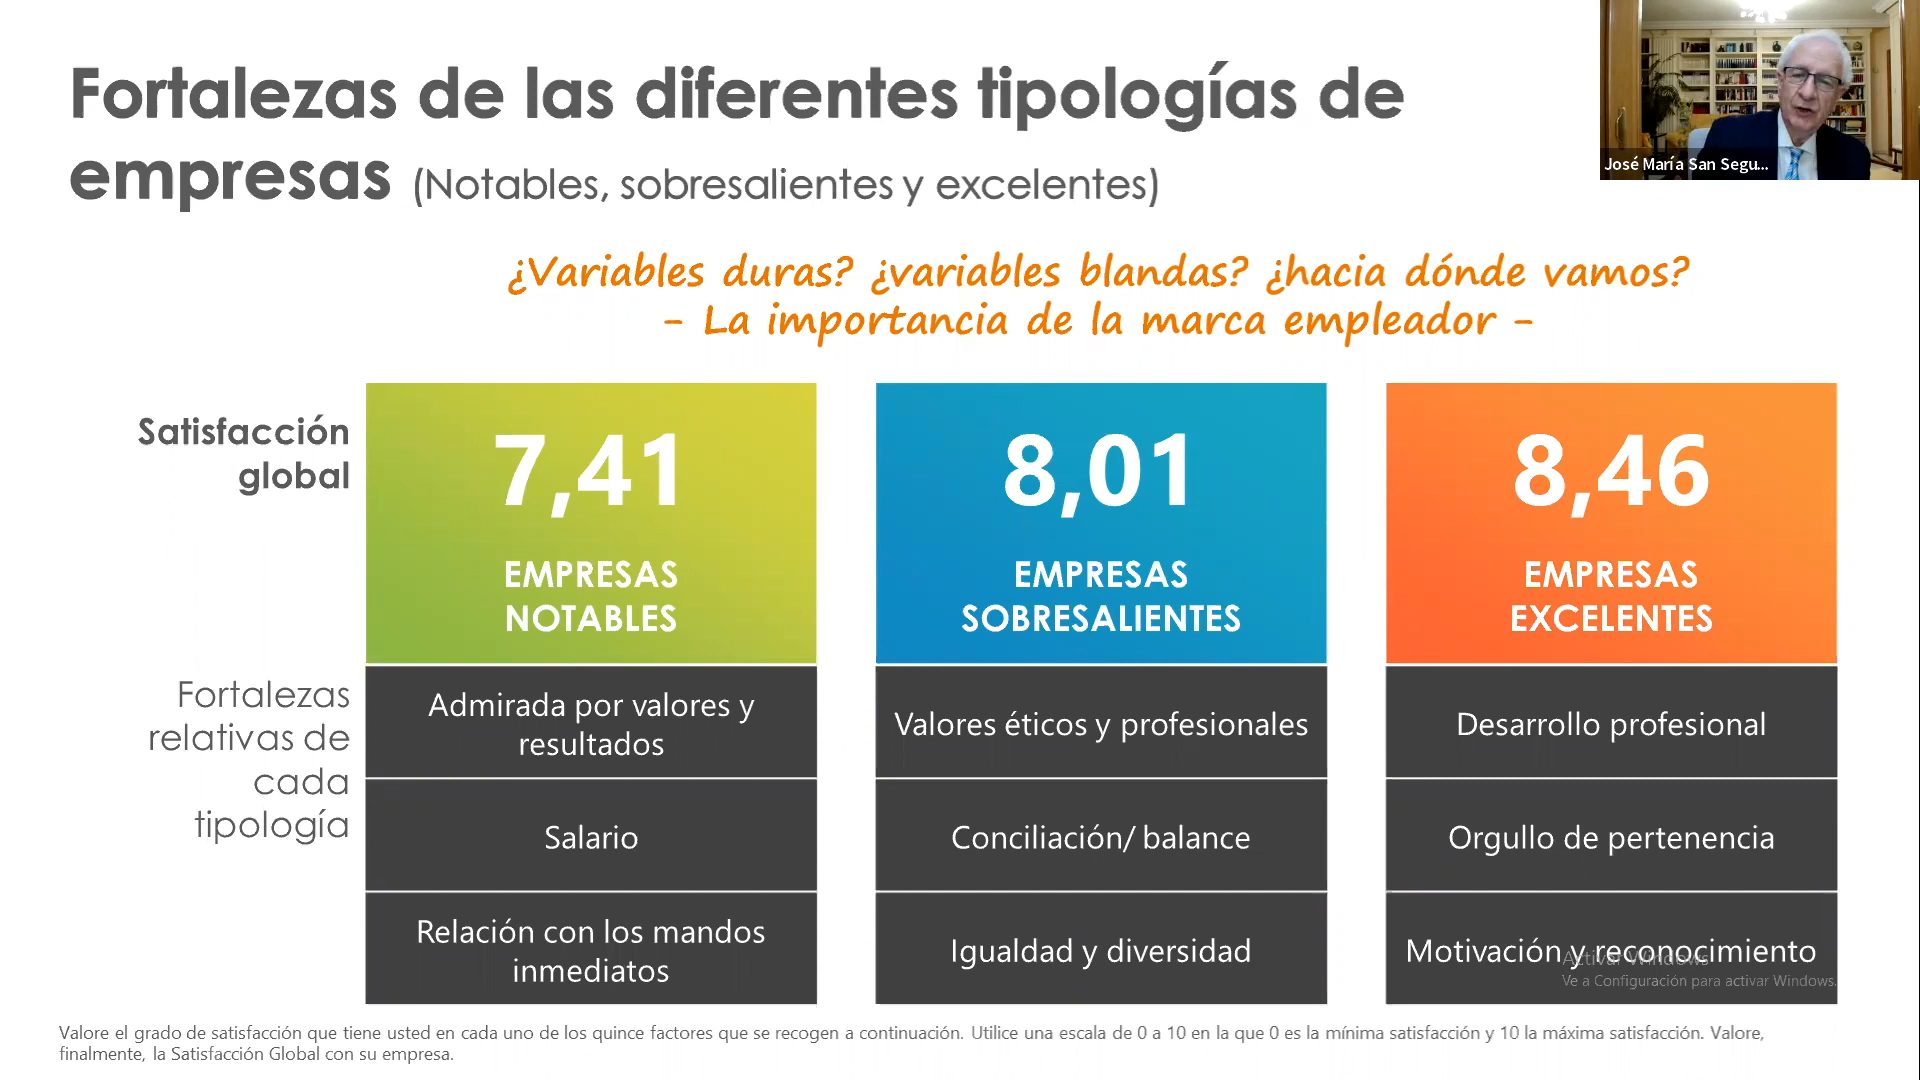 Fortalezas de las diferentes tipologías de
empresas (Notables, sobresalientes y excelentes)
José María San Segu...
¿Variables duras? ¿variables blandas? ¿hacia dónde vamos?
- La importancia de la marca empleador -
Satisfacción
global
7,41
EMPRESAS
NOTABLES
8,01
EMPRESAS
SOBRESALIENTES
8,46
EMPRESAS
EXCELENTES
Fortalezas
relativas de
cada
tipología
Admirada por valores y
resultados
Valores éticos y profesionales
Desarrollo profesional
Salario
Conciliación/ balance
Orgullo de pertenencia
Relación con los mandos
inmediatos
Igualdad y diversidad
Motivación y reconocimiento
Activar Windows
Ve a Configuración para activar Windows.
Valore el grado de satisfacción que tiene usted en cada uno de los quince factores que se recogen a continuación. Utilice una escala de 0 a 10 en la que 0 es la mínima satisfacción y 10 la máxima satisfacción. Valore,
finalmente, la Satisfacción Global con su empresa.